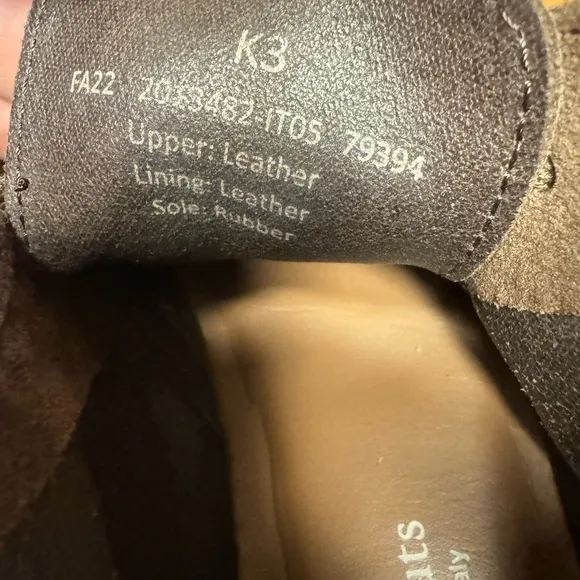 K3
FA22 2013482-IT05 79394
Upper: Leather
Lining: Leather
Sole: Rubber